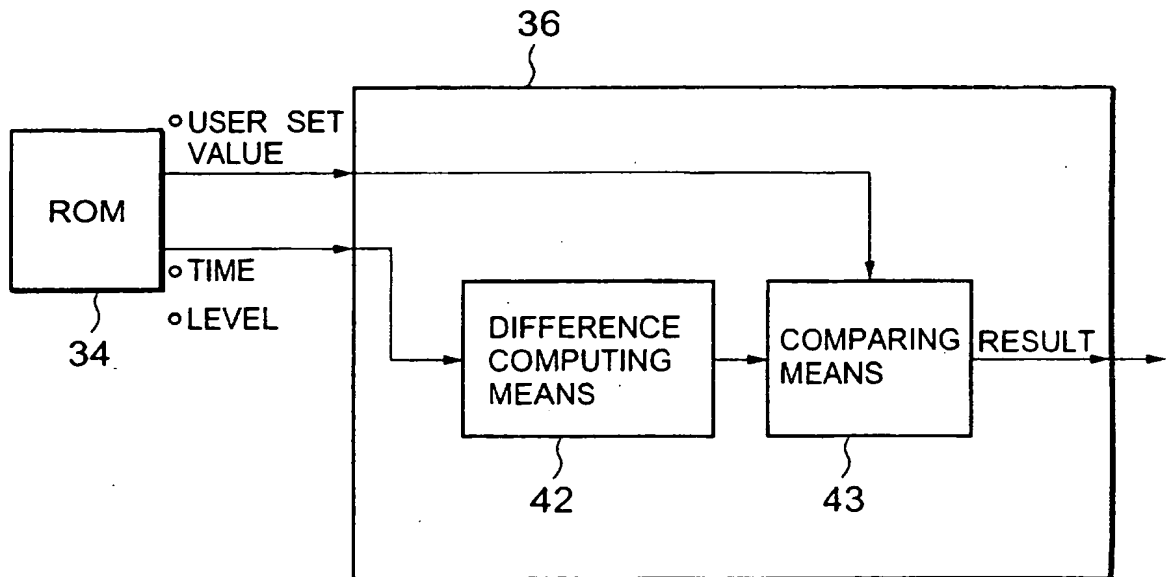 36
∘ USER SET
VALUE
ROM
∘ TIME
∘ LEVEL
34
DIFFERENCE
COMPUTING
MEANS
COMPARING
MEANS
RESULT
42
43